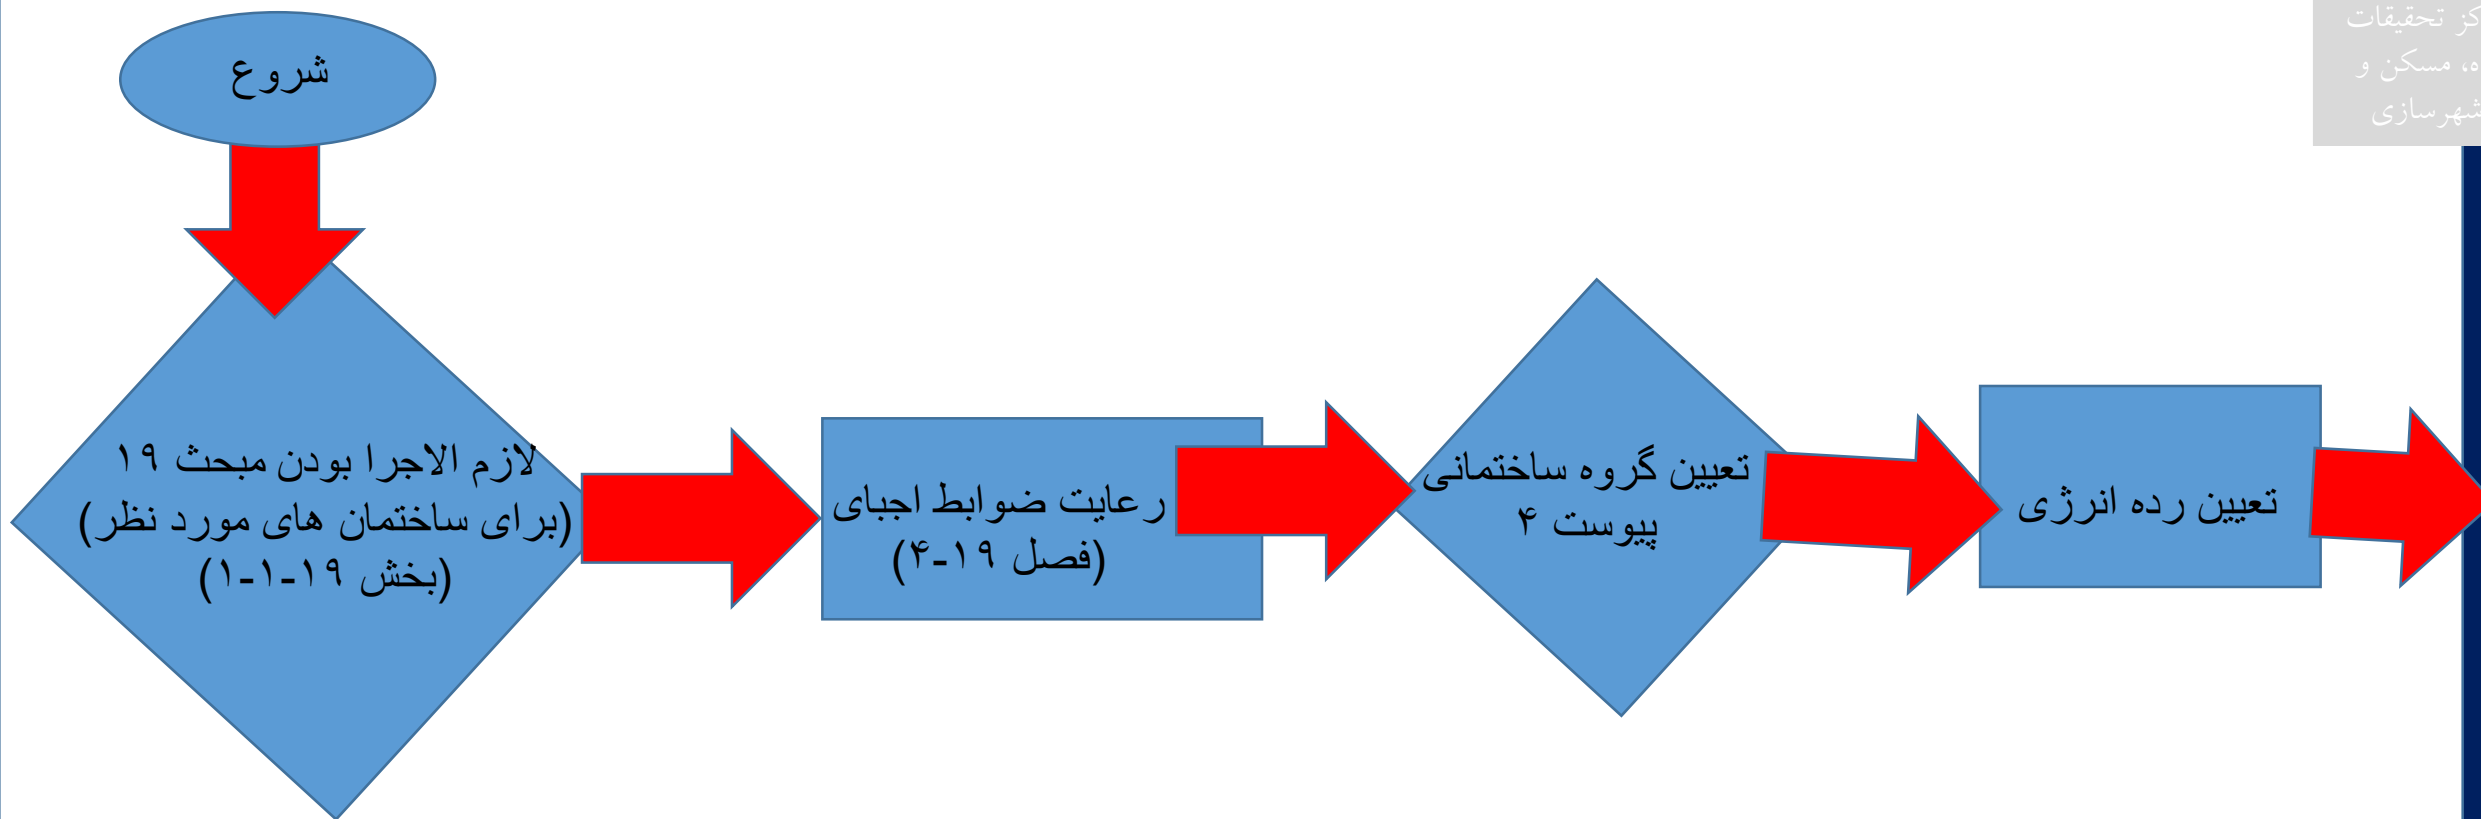 شروع
کز تحقیقات
ه، مسکن و
شهرسازی
لازم الاجرا بودن مبحث ۱۹
(برای ساختمان های مورد نظر)
(بخش ۱۹-۱-۱)
رعایت ضوابط اجبای
(فصل ۱۹-۴)
تعیین گروه ساختمانی
پیوست ۴
تعیین رده انرژی